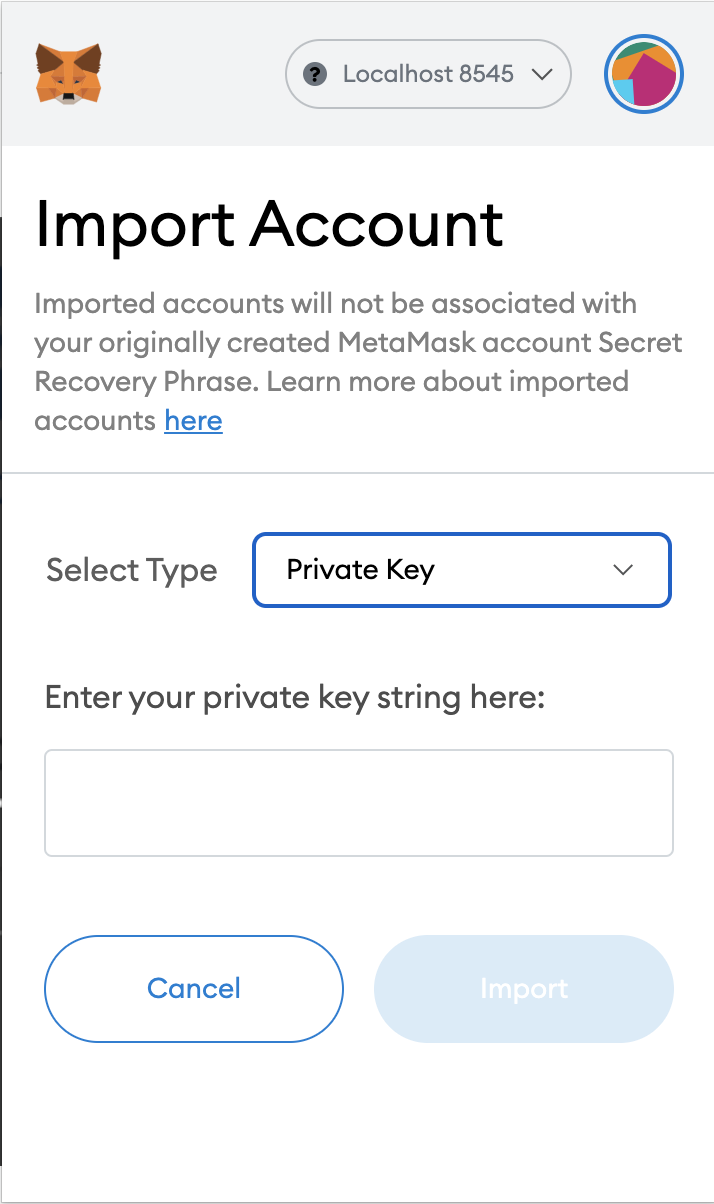 ? Localhost 8545
Import Account
Imported accounts will not be associated with
your originally created MetaMask account Secret
Recovery Phrase. Learn more about imported
accounts here
Select Type Private Key
Enter your private key string here:
Cancel Import